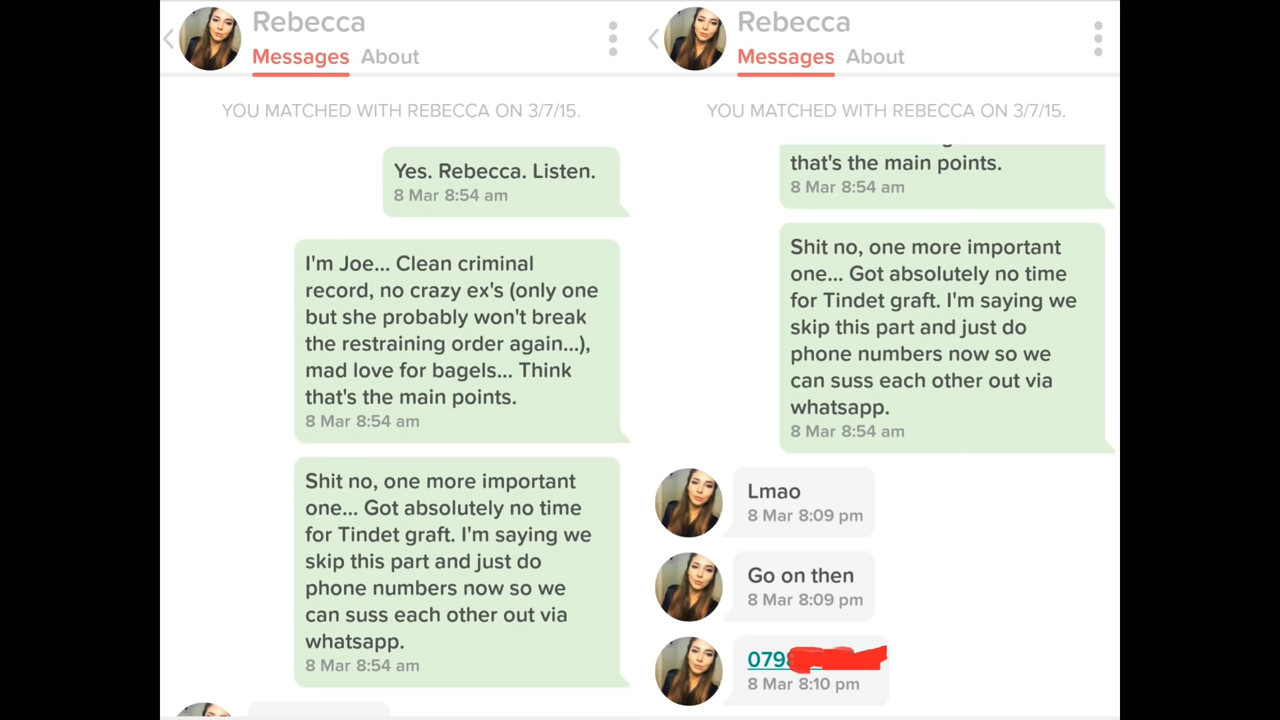 Rebecca
Messages About
YOU MATCHED WITH REBECCA ON 3/7/15.
Yes. Rebecca. Listen.
8 Mar 8:54 am
I'm Joe... Clean criminal
record, no crazy ex's (only one
but she probably won't break
the restraining order again...),
mad love for bagels... Think
that's the main points.
8 Mar 8:54 am
Shit no, one more important
one... Got absolutely no time
for Tindet graft. I'm saying we
skip this part and just do
phone numbers now so we
can suss each other out via
whatsapp.
8 Mar 8:54 am
Rebecca
Messages About
YOU MATCHED WITH REBECCA ON 3/7/15.
that's the main points.
8 Mar 8:54 am
Shit no, one more important
one... Got absolutely no time
for Tindet graft. I'm saying we
skip this part and just do
phone numbers now so we
can suss each other out via
whatsapp.
8 Mar 8:54 am
Lmao
8 Mar 8:09 pm
Go on then
8 Mar 8:09 pm
079
8 Mar 8:10 pm